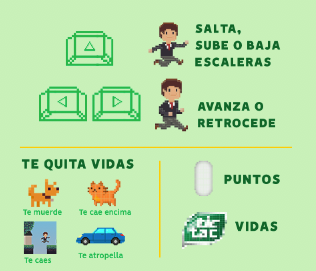 SALTA,
SUBE O BAJA
ESCALERAS
AVANZA O
RETROCEDE
TE QUITA VIDAS
Te muerde
Te cae encima
Te caes
Te atropella
PUNTOS
VIDAS